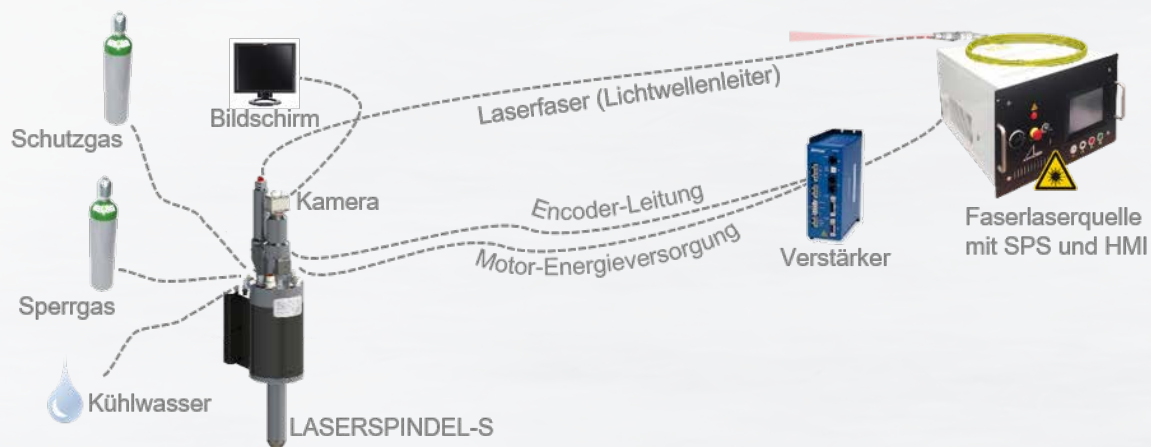 Schutzgas
Bildschirm
Laserfaser (Lichtwellenleiter)
Kamera
Encoder-Leitung
Motor-Energieversorgung
Verstärker
Faserlaserquelle
mit SPS und HMI
Sperrgas
Kühlwasser
LASERSPINDEL-S